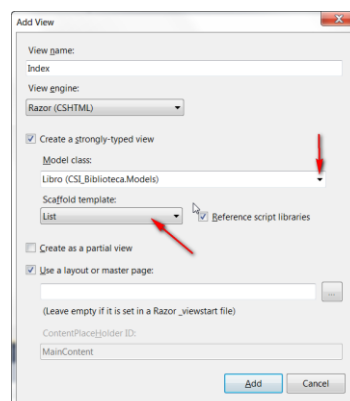 Add View
View name:
Index
View engine:
Razor (CSHTML)
Create a strongly-typed view
Model class:
Libro (CSI_Biblioteca.Models)
Scaffold template:
List
Reference script libraries
Create as a partial view
Use a layout or master page:
...
(Leave empty if it is set in a Razor _viewstart file)
ContentPlaceHolder ID:
MainContent
Add
Cancel